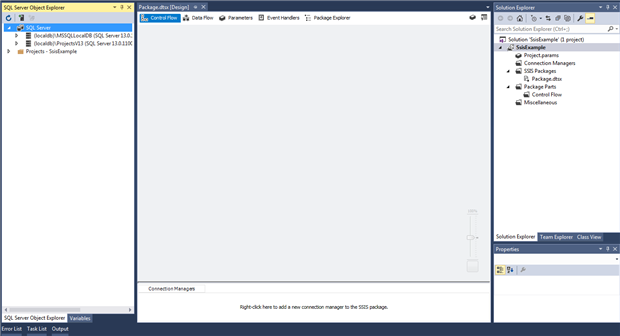 SQL Server Object Explorer
SQL Server
(localdb)\MSSQLLocalDB (SQL Server 13.0.
(localdb)\ProjectsV13 (SQL Server 13.0.1100
Projects - SsisExample
SQL Server Object Explorer Variables
Package.dtsx [Design]
Control Flow Data Flow Parameters Event Handlers Package Explorer
Connection Managers
Right-click here to add a new connection manager to the SSIS package.
Solution Explorer
Search Solution Explorer (Ctrl+;)
Solution 'SsisExample' (1 project)
SsisExample
Project.params
Connection Managers
SSIS Packages
Package.dtsx
Package Parts
Control Flow
Miscellaneous
Solution Explorer Team Explorer Class View
Properties
Error List Task List Output